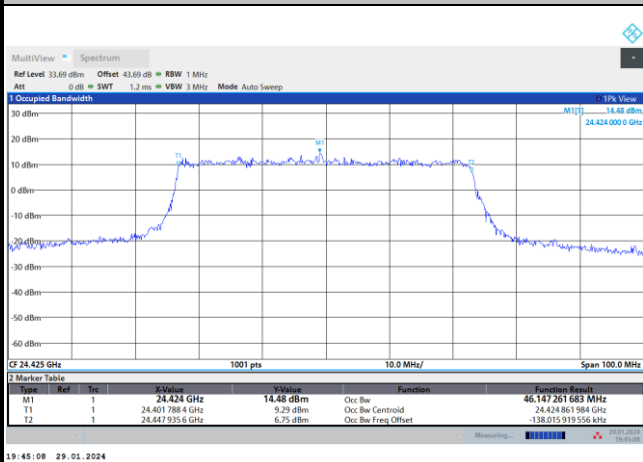 MultiView Spectrum
Ref Level 33.69 dBm Offset 43.69 dB RBW 1 MHz
Att 0 dB SWT 1.2 ms VBW 3 MHz Mode Auto Sweep
1 Occupied Bandwidth 1Pk View
M1[1] 14.48 dBm
24.424 000 0 GHz
30 dBm
20 dBm
M1
T1
T2
10 dBm
0 dBm
-10 dBm
-20 dBm
-30 dBm
-40 dBm
-50 dBm
-60 dBm
CF 24.425 GHz 1001 pts 10.0 MHz/ Span 100.0 MHz
2 Marker Table
Type Ref Trc X-Value Y-Value Function Function Result
M1 1 24.424 GHz 14.48 dBm Occ Bw 46.147 261 683 MHz
T1 1 24.401 788 4 GHz 9.29 dBm Occ Bw Centroid 24.424 861 984 GHz
T2 1 24.447 935 6 GHz 6.75 dBm Occ Bw Freq Offset -138.015 919 556 kHz
Measuring... 29.01.2024
19:45:08
19:45:08 29.01.2024